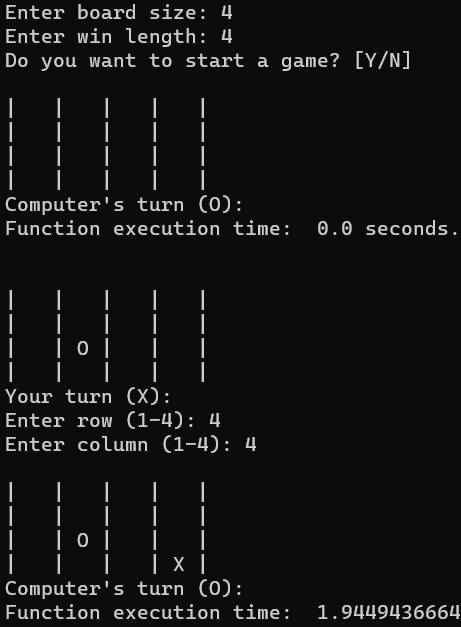 Enter board size: 4
Enter win length: 4
Do you want to start a game? [Y/N]
|   |   |   |   |
|   |   |   |   |
|   |   |   |   |
|   |   |   |   |
Computer's turn (O):
Function execution time:  0.0 seconds.
|   |   |   |   |
|   |   |   |   |
|   | O |   |   |
|   |   |   |   |
Your turn (X):
Enter row (1-4): 4
Enter column (1-4): 4
|   |   |   |   |
|   |   |   |   |
|   | O |   |   |
|   |   |   | X |
Computer's turn (O):
Function execution time:  1.9449436664